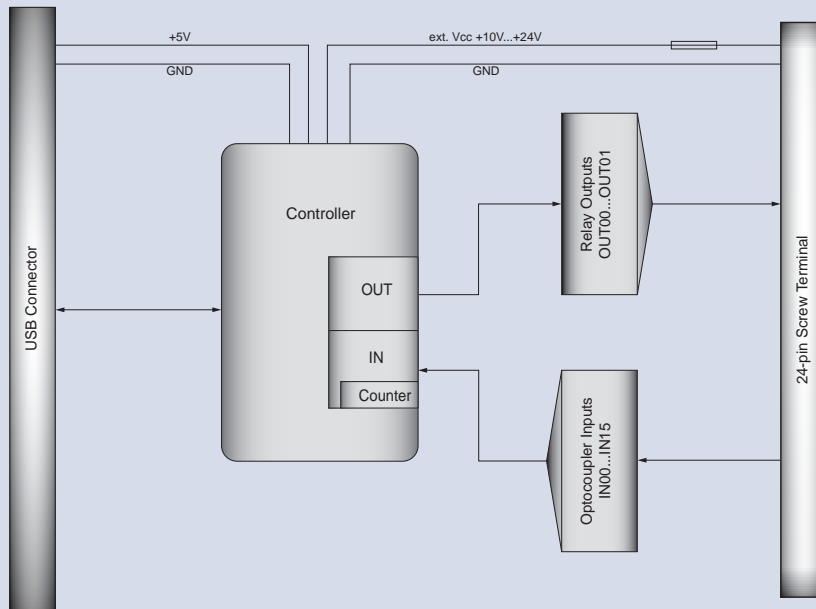 +5V
ext. Vcc +10V...+24V
GND
GND
Controller
OUT
IN
Counter
USB Connector
Relay Outputs
OUT00...OUT01
Optocoupler Inputs
IN00...IN15
24-pin Screw Terminal